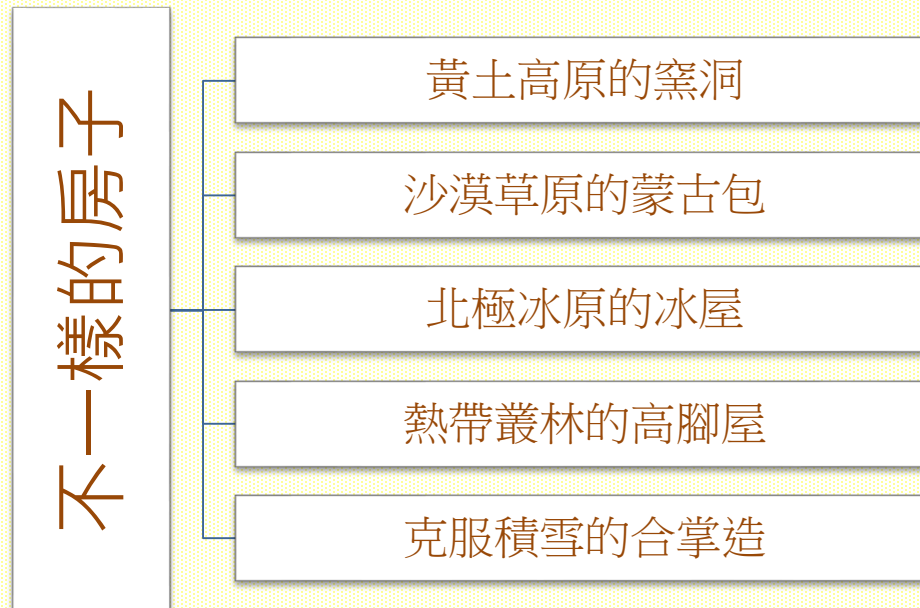 不一樣的房子
黃土高原的窯洞
沙漠草原的蒙古包
北極冰原的冰屋
熱帶叢林的高腳屋
克服積雪的合掌造